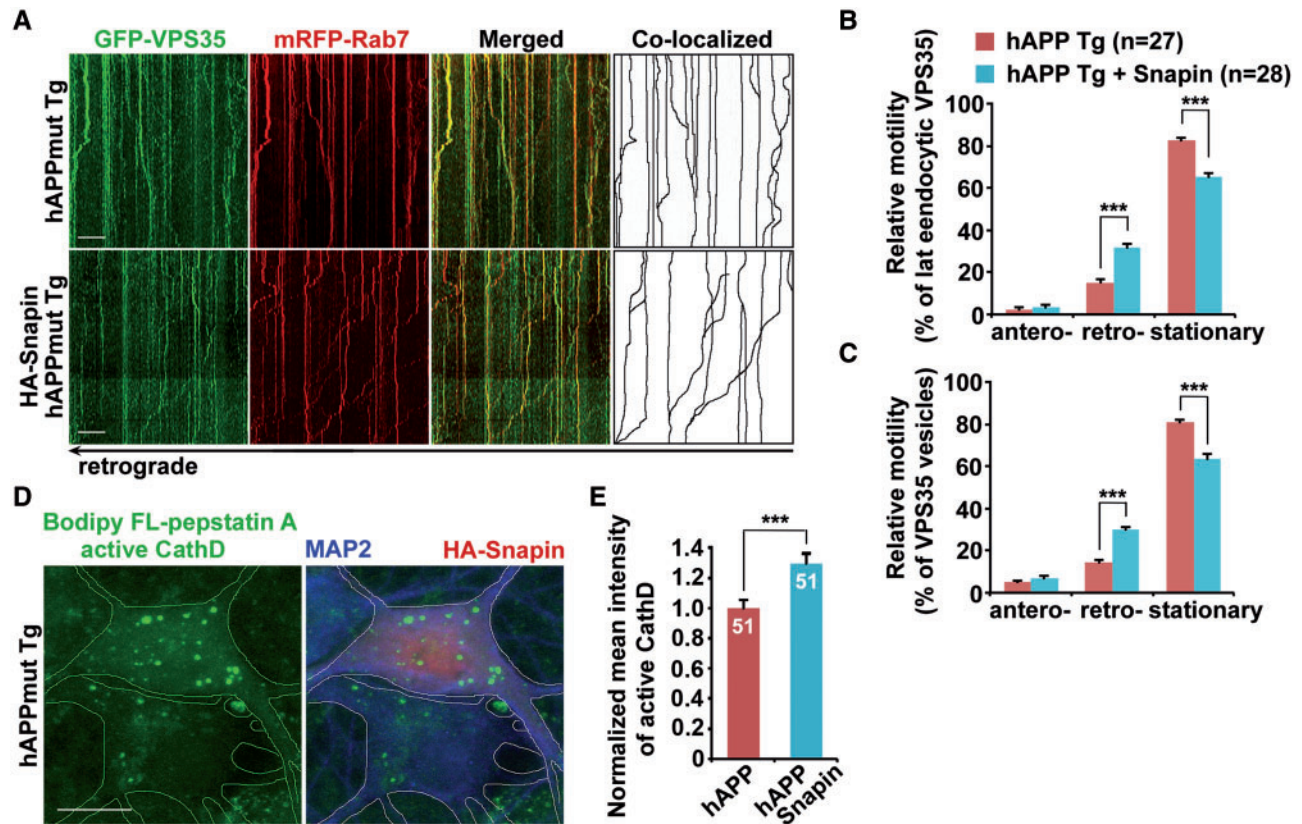 A
GFP-VPS35 mRFP-Rab7 Merged Co-localized
hAPPmut Tg
HA-Snapin
hAPPmut Tg
retrograde
B
hAPP Tg (n=27)
hAPP Tg + Snapin (n=28)
Relative motility
(% of lat eendocytic VPS35)
100
80
60
40
20
0
***
***
antero- retro- stationary
C
Relative motility
(% of VPS35 vesicles)
100
80
60
40
20
0
***
***
antero- retro- stationary
D
Bodipy FL-pepstatin A
active CathD MAP2 HA-Snapin
hAPPmut Tg
E
Normalized mean intensity
of active CathD
1.4
1.2
1.0
0.8
0.6
0.4
0.2
0
***
51
51
hAPP
hAPP
Snapin